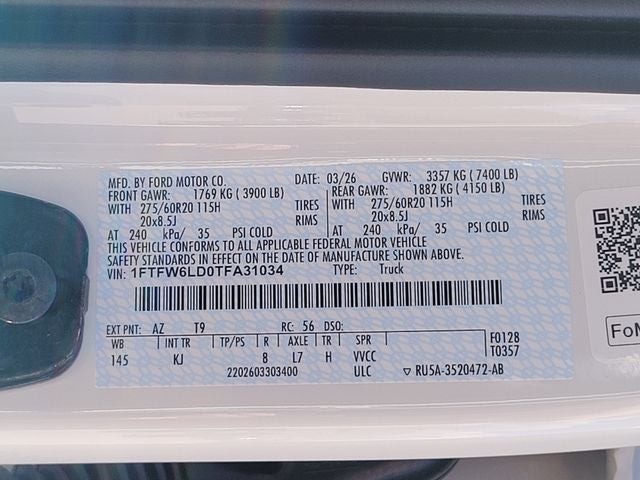 MFD. BY FORD MOTOR CO. DATE: 03/26 GVWR: 3357 KG ( 7400 LB)
FRONT GAWR: 1769 KG ( 3900 LB) REAR GAWR: 1882 KG ( 4150 LB)
WITH 275/60R20 115H TIRES WITH 275/60R20 115H TIRES
20x8.5J RIMS 20x8.5J RIMS
AT 240 kPa/ 35 PSI COLD AT 240 kPa/ 35 PSI COLD
THIS VEHICLE CONFORMS TO ALL APPLICABLE FEDERAL MOTOR VEHICLE
SAFETY STANDARDS IN EFFECT ON THE DATE OF MANUFACTURE SHOWN ABOVE.
VIN: 1FTFW6LD0TFA31034 TYPE: Truck
EXT PNT: AZ T9 RC: 56 DSO:
WB INT TR TP/PS R AXLE TR SPR F0128
145 KJ 8 L7 H VVCC T0357
2202603303400 ULC ▽ RU5A-3520472-AB